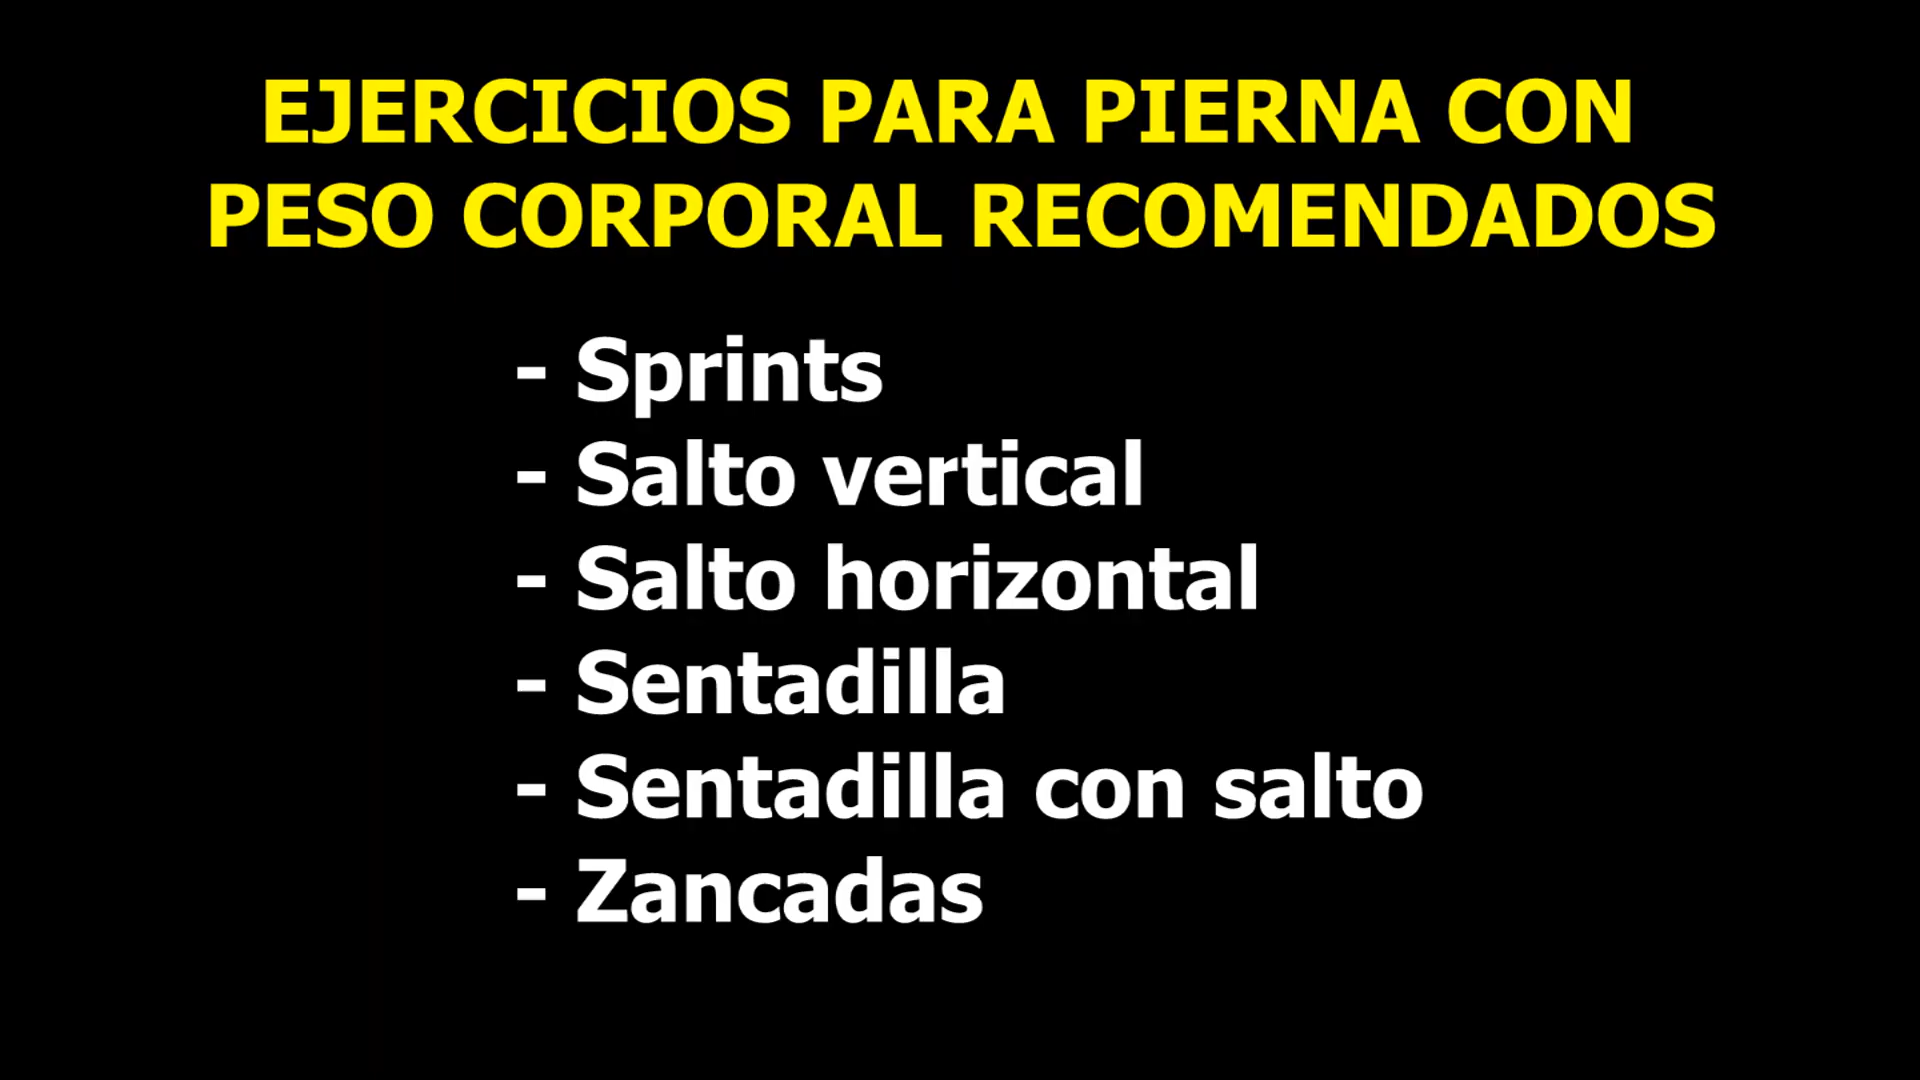 EJERCICIOS PARA PIERNA CON
PESO CORPORAL RECOMENDADOS
- Sprints
- Salto vertical
- Salto horizontal
- Sentadilla
- Sentadilla con salto
- Zancadas